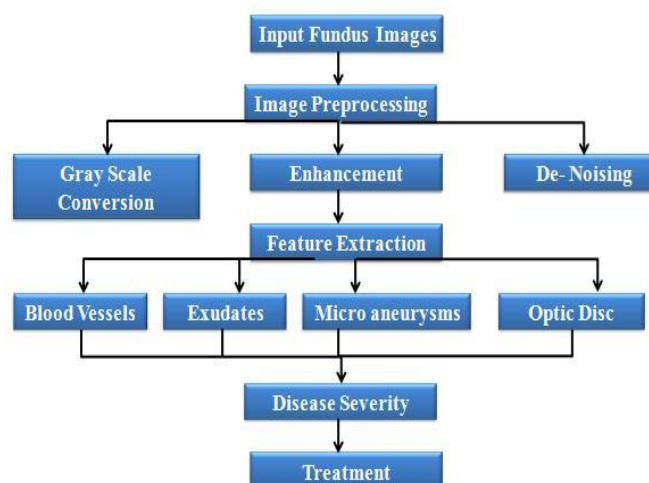 Input Fundus Images
Image Preprocessing
Gray Scale
Conversion
Enhancement
De- Noising
Feature Extraction
Blood Vessels
Exudates
Micro aneurysms
Optic Disc
Disease Severity
Treatment